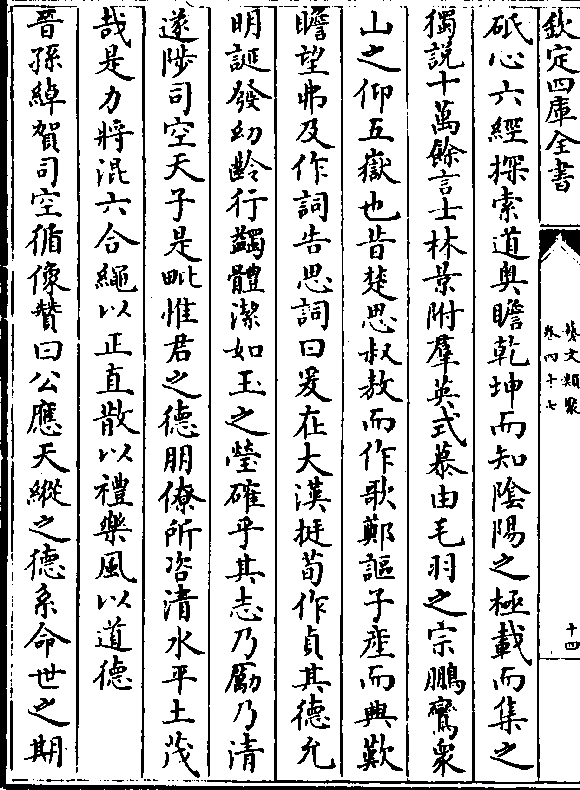 欽定四庫全書
藝文類聚
卷四十七
十四
砥心六經探索道奥瞻乾坤而知陰陽之極載而集之
獨説十萬餘言士林景附羣英式慕由毛羽之宗鵬鸞衆
山之仰五嶽也昔楚思叔敖而作歌鄭謳子産而興歎
瞻望弗及作詞告思詞曰爰在大漢挺荀作貞其德允
明誕發幼齡行蠲體潔如玉之瑩確乎其志乃勵乃清
遂陟司空天子是毗惟君之德朋僚所咨清水平土茂
哉是力將混六合繩以正直散以禮樂風以道德
晉孫綽賀司空循像贊曰公應天縱之德系命世之期